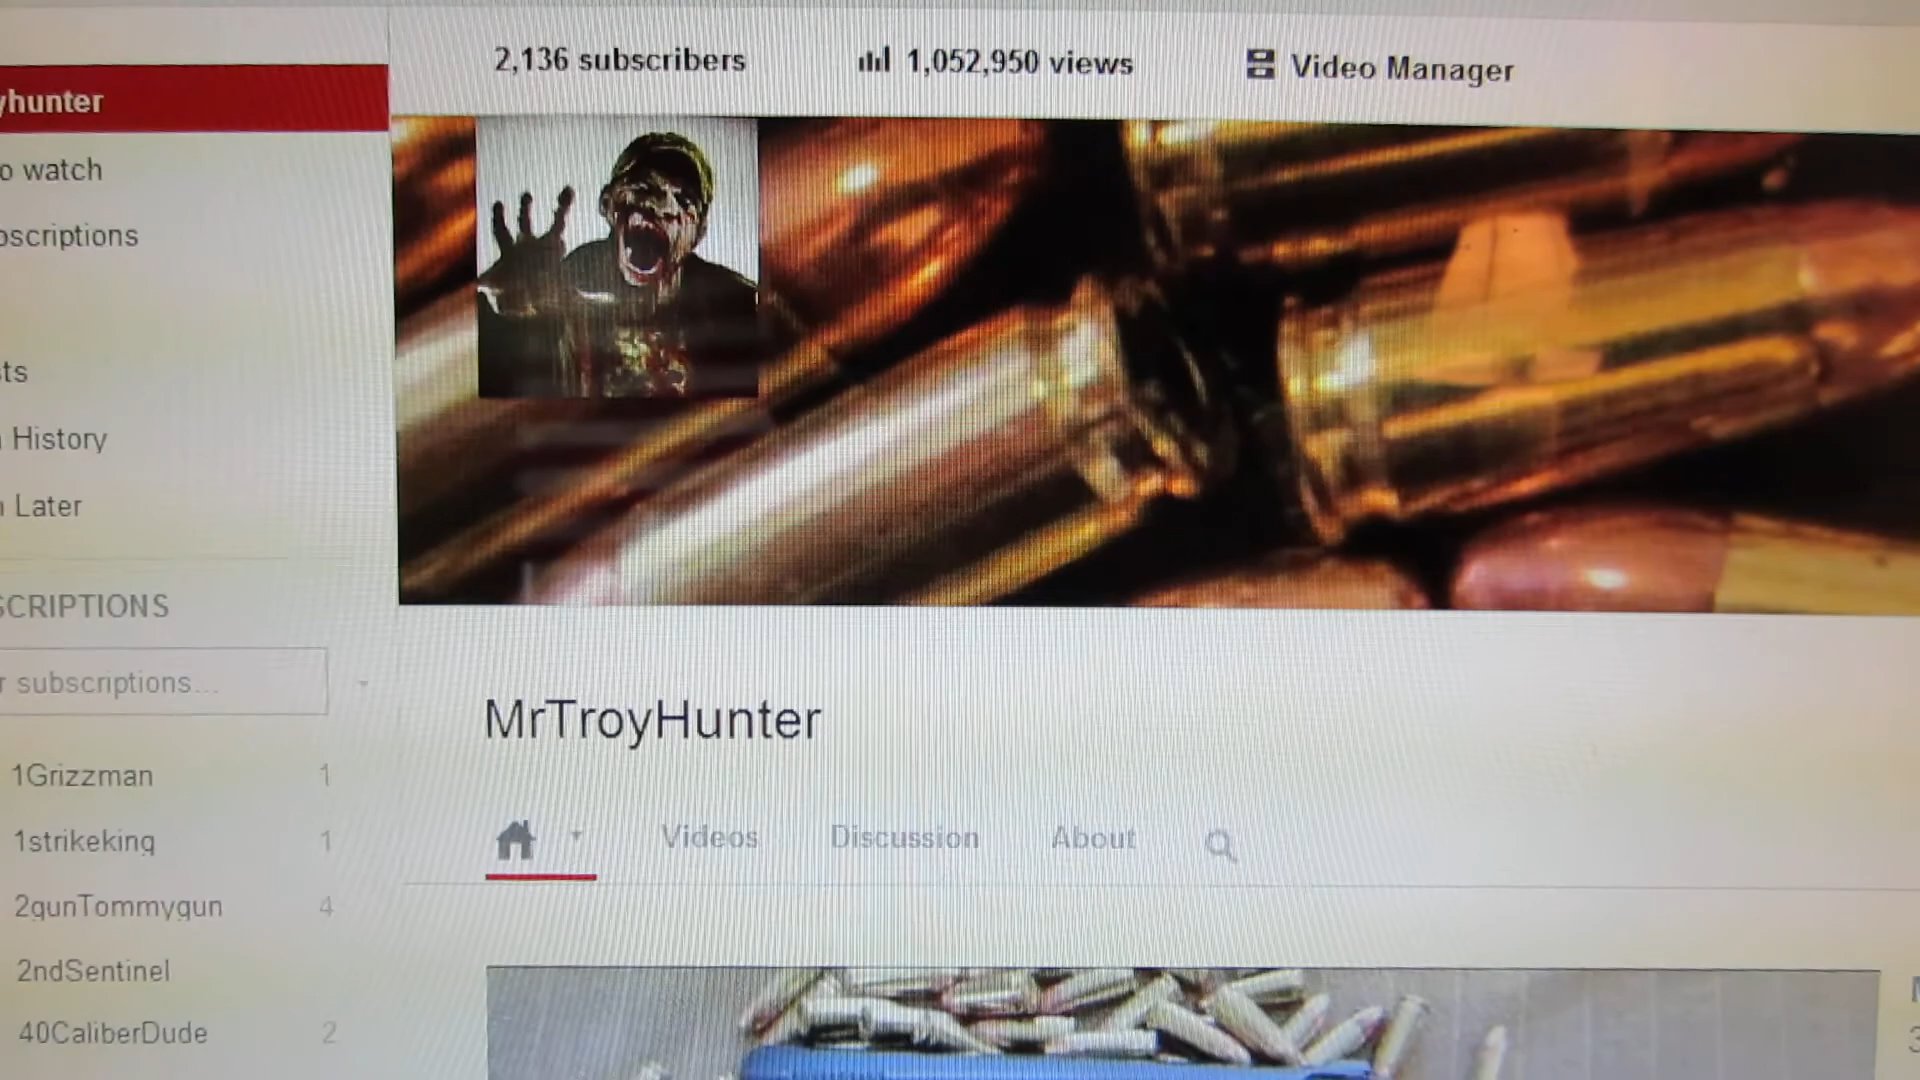 2,136 subscribers
1,052,950 views
Video Manager
yhunter
o watch
bscriptions
ts
History
Later
SCRIPTIONS
r subscriptions...
MrTroyHunter
1Grizzman 1
1strikeking 1
2gunTommygun 4
2ndSentinel
40CaliberDude 2
Videos
Discussion
About